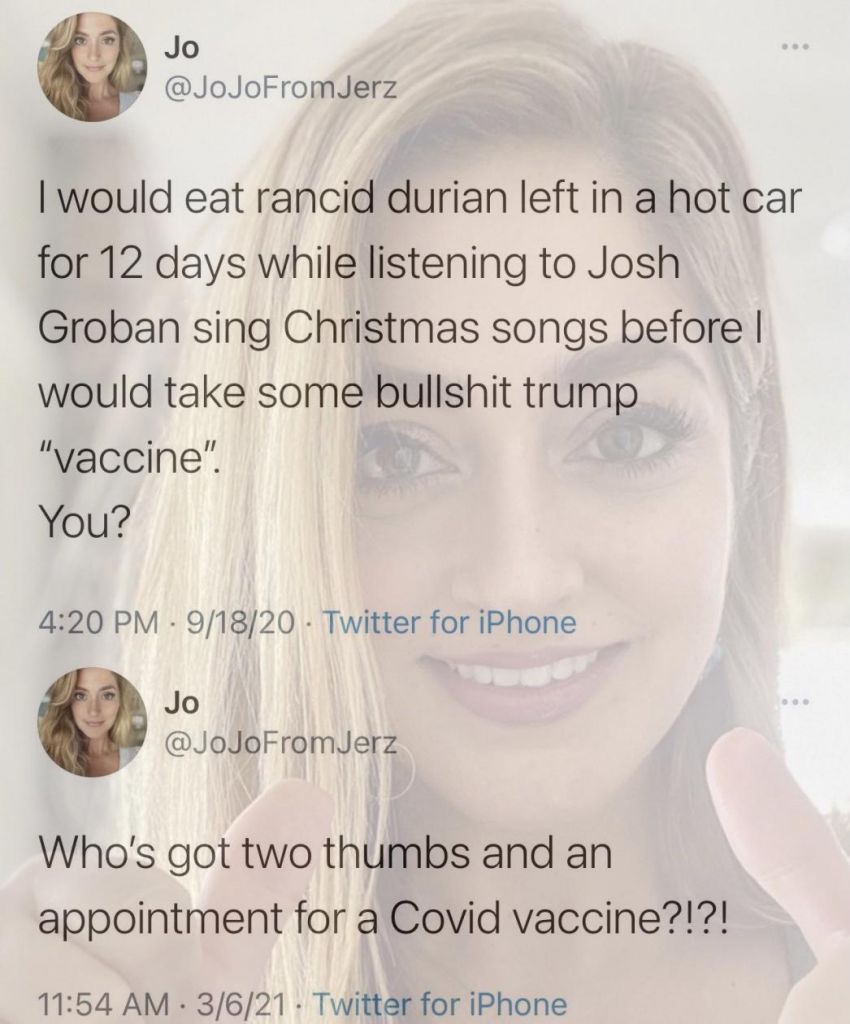 Jo
@JoJoFromJerz
I would eat rancid durian left in a hot car
for 12 days while listening to Josh
Groban sing Christmas songs before I
would take some bullshit trump
“vaccine”.
You?
4:20 PM · 9/18/20 · Twitter for iPhone
Jo
@JoJoFromJerz
Who’s got two thumbs and an
appointment for a Covid vaccine?!?!
11:54 AM · 3/6/21 · Twitter for iPhone